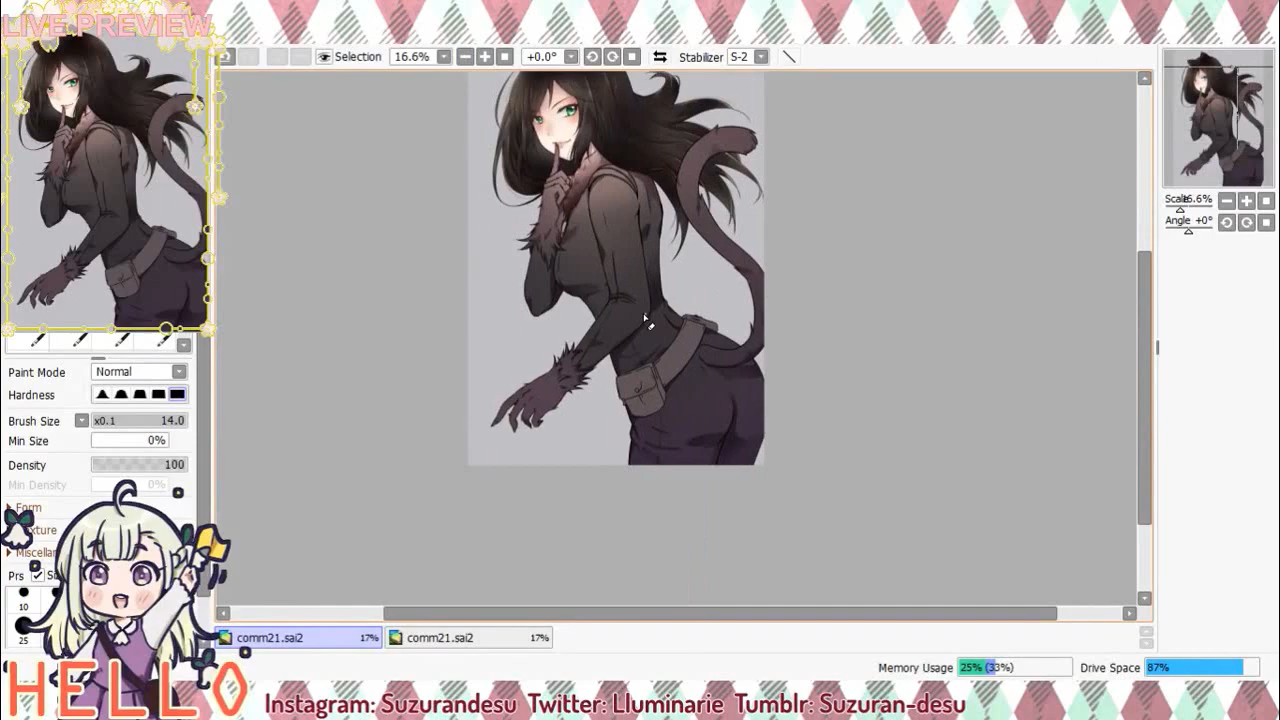 LIVE PREVIEW
Selection 16.6% +0.0° Stabilizer S-2
Paint Mode Normal
Hardness
Brush Size x0.1 14.0
Min Size 0%
Density 100
Min Density 0%
Form
Prs
10
25
16.6%
Angle +0°
comm21.sai2 17% comm21.sai2 17%
Memory Usage 25% (33%) Drive Space 87%
HELLO
Instagram: Suzurandesu Twitter: Lluminarie Tumblr: Suzuran-desu